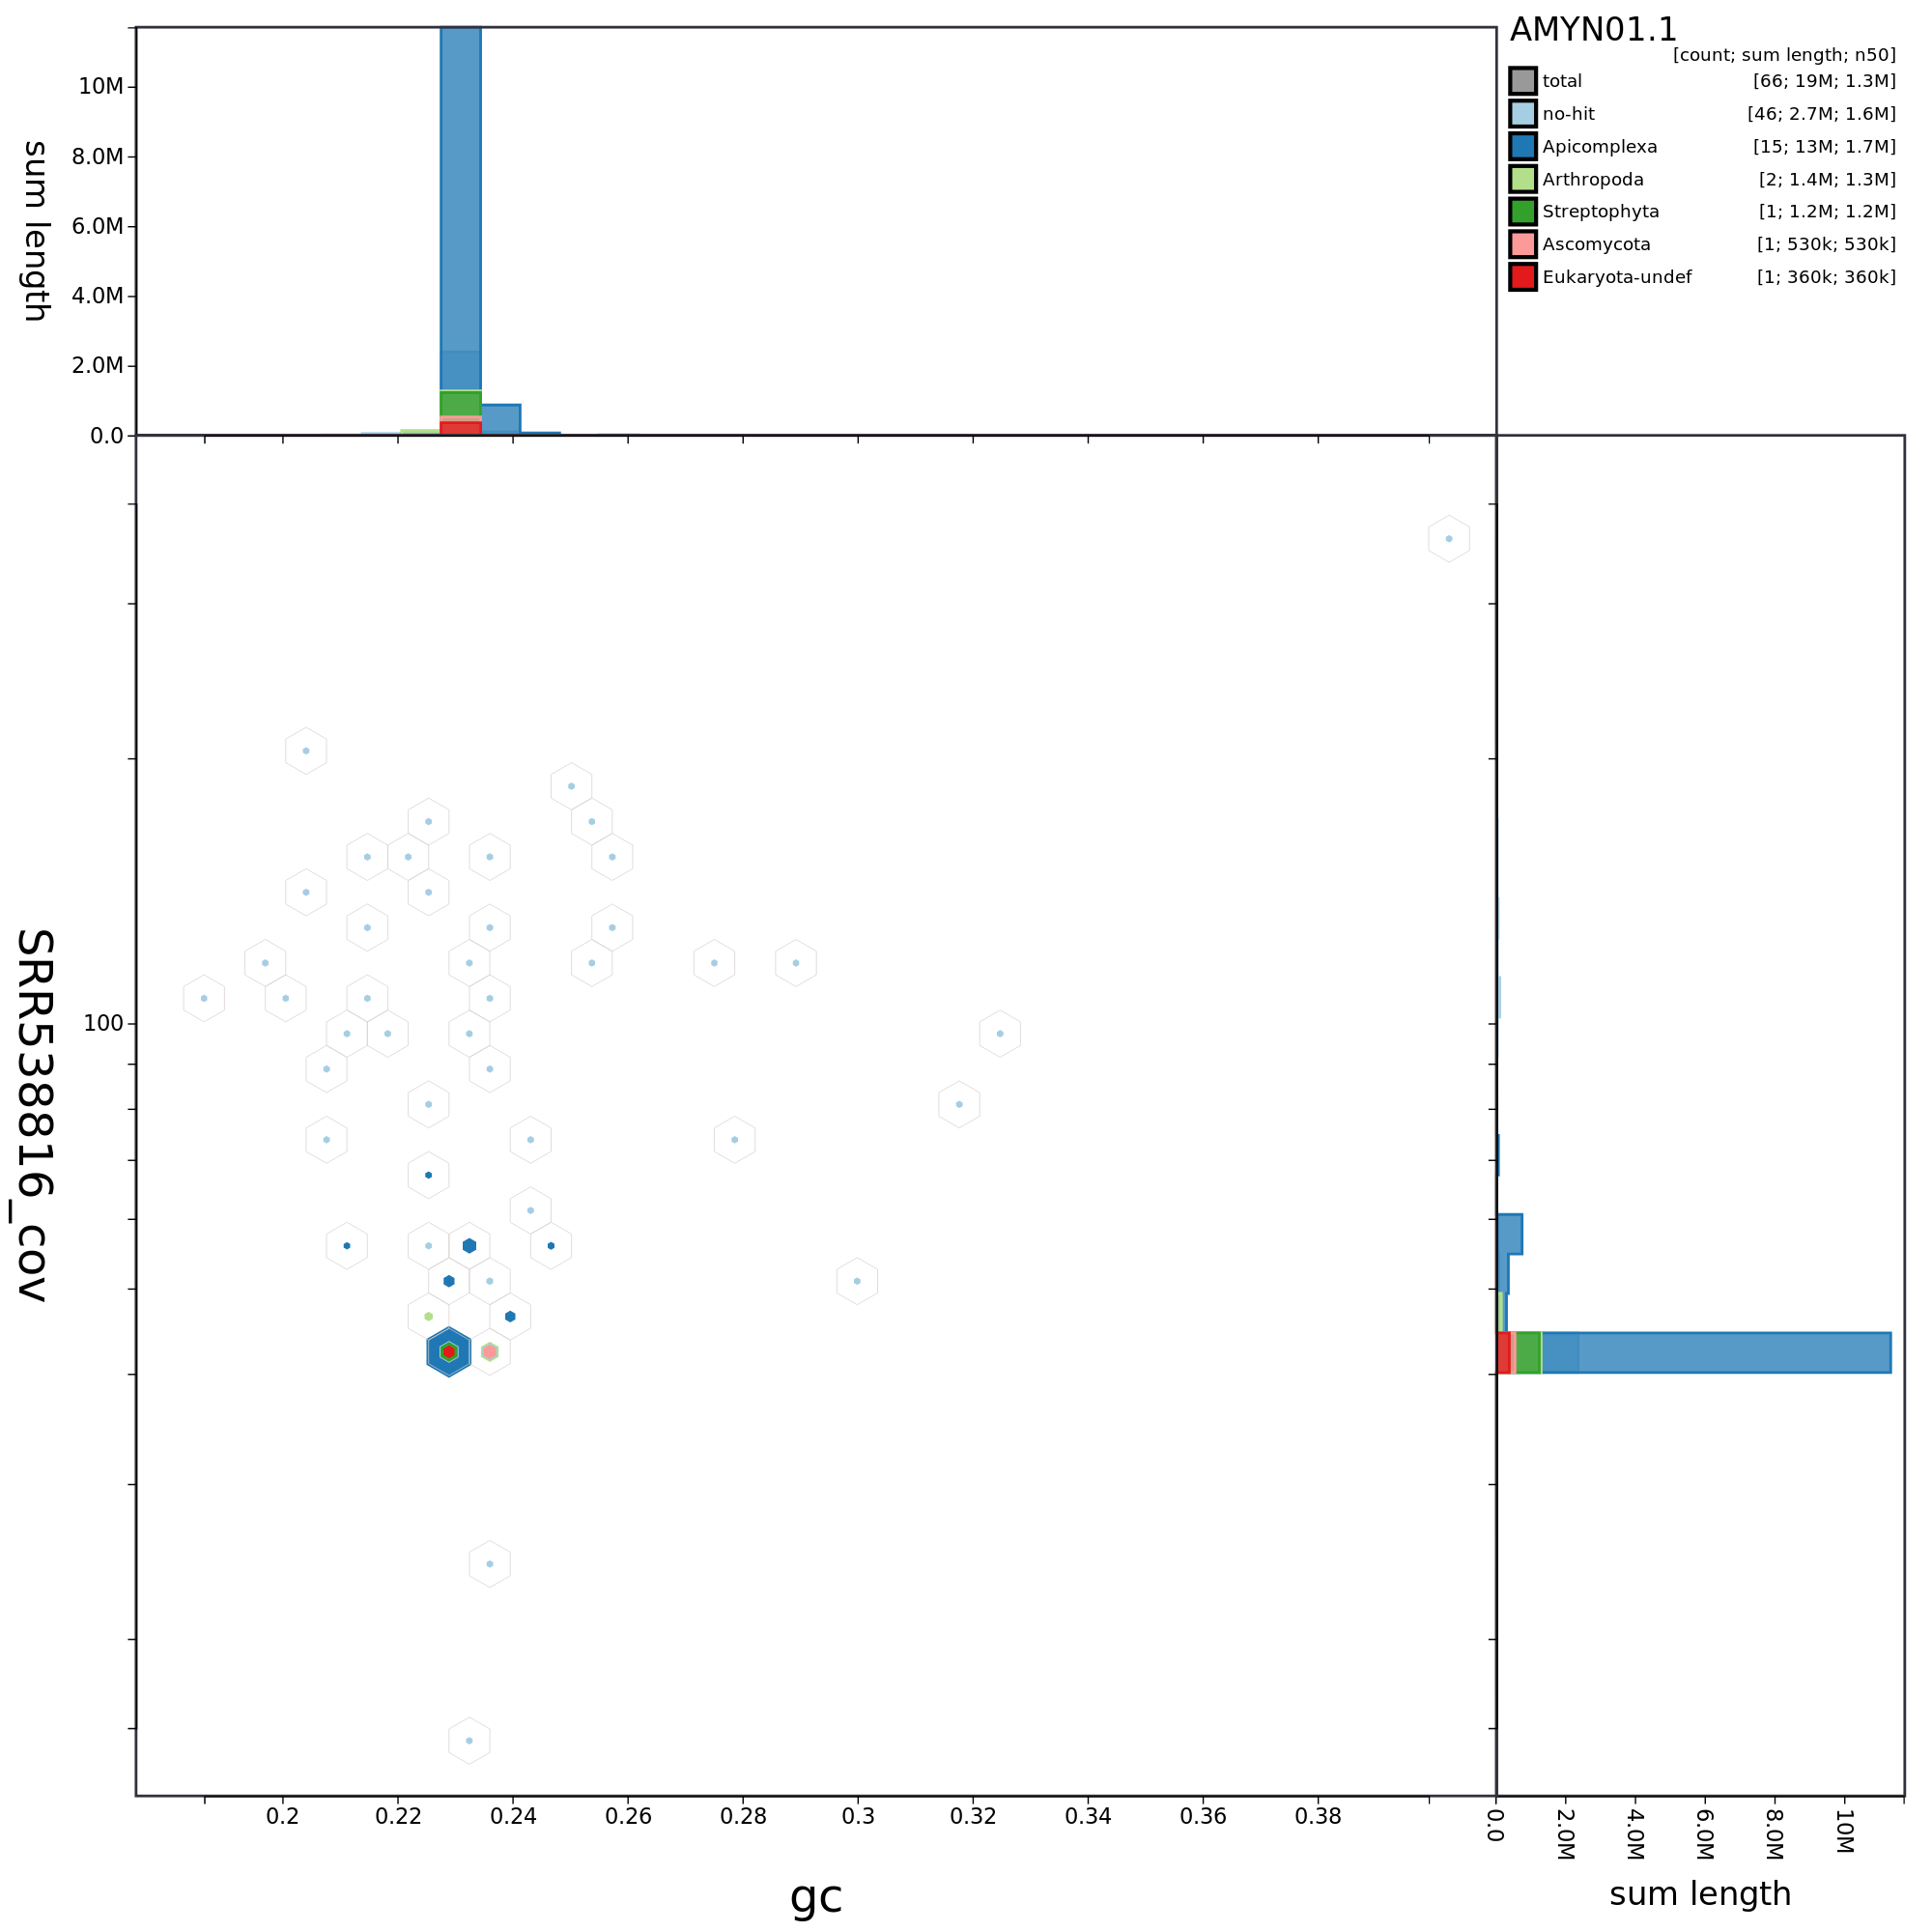 AMYN01.1
[count; sum length; n50]
total [66; 19M; 1.3M]
no-hit [46; 2.7M; 1.6M]
Apicomplexa [15; 13M; 1.7M]
Arthropoda [2; 1.4M; 1.3M]
Streptophyta [1; 1.2M; 1.2M]
Ascomycota [1; 530k; 530k]
Eukaryota-undef [1; 360k; 360k]
sum length
10M
8.0M
6.0M
4.0M
2.0M
0.0
SRR538816_cov
100
0.2 0.22 0.24 0.26 0.28 0.3 0.32 0.34 0.36 0.38
gc
0.0 2.0M 4.0M 6.0M 8.0M 10M
sum length